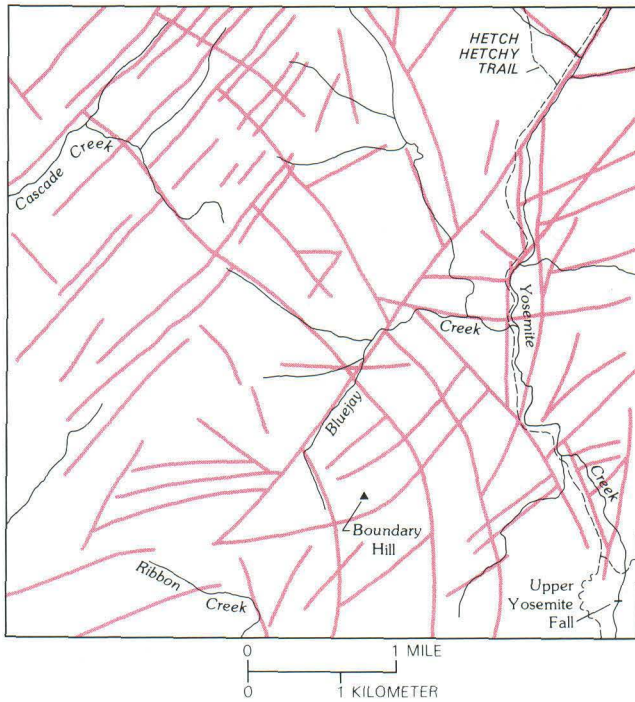 HETCH
HETCHY
TRAIL
Cascade Creek
Yosemite
Creek
Bluejay
Creek
Boundary
Hill
Ribbon
Creek
Upper
Yosemite
Fall
0 1 MILE
0 1 KILOMETER